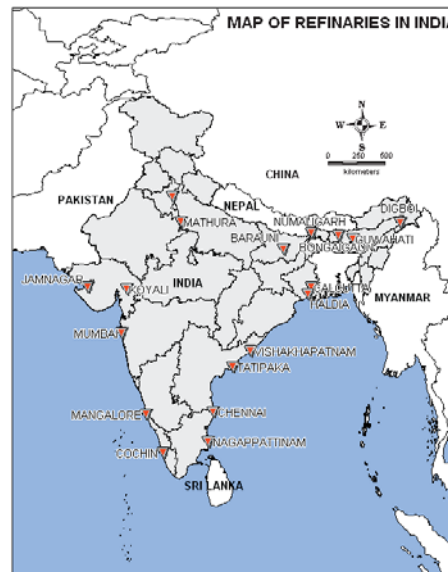 MAP OF REFINARIES IN INDIA
N
W E
S
0 250 500
kilometers
CHINA
PAKISTAN
NEPAL
DIGBOI
MATHURA
NUMALIGARH
BARAUNI
BONGAIGAON
GUWAHATI
JAMNAGAR
KOYALI
INDIA
CALCUTTA
HALDIA
MYANMAR
MUMBAI
VISHAKHAPATNAM
TATIPAKA
MANGALORE
CHENNAI
COCHIN
NAGAPPATTINAM
SRI LANKA